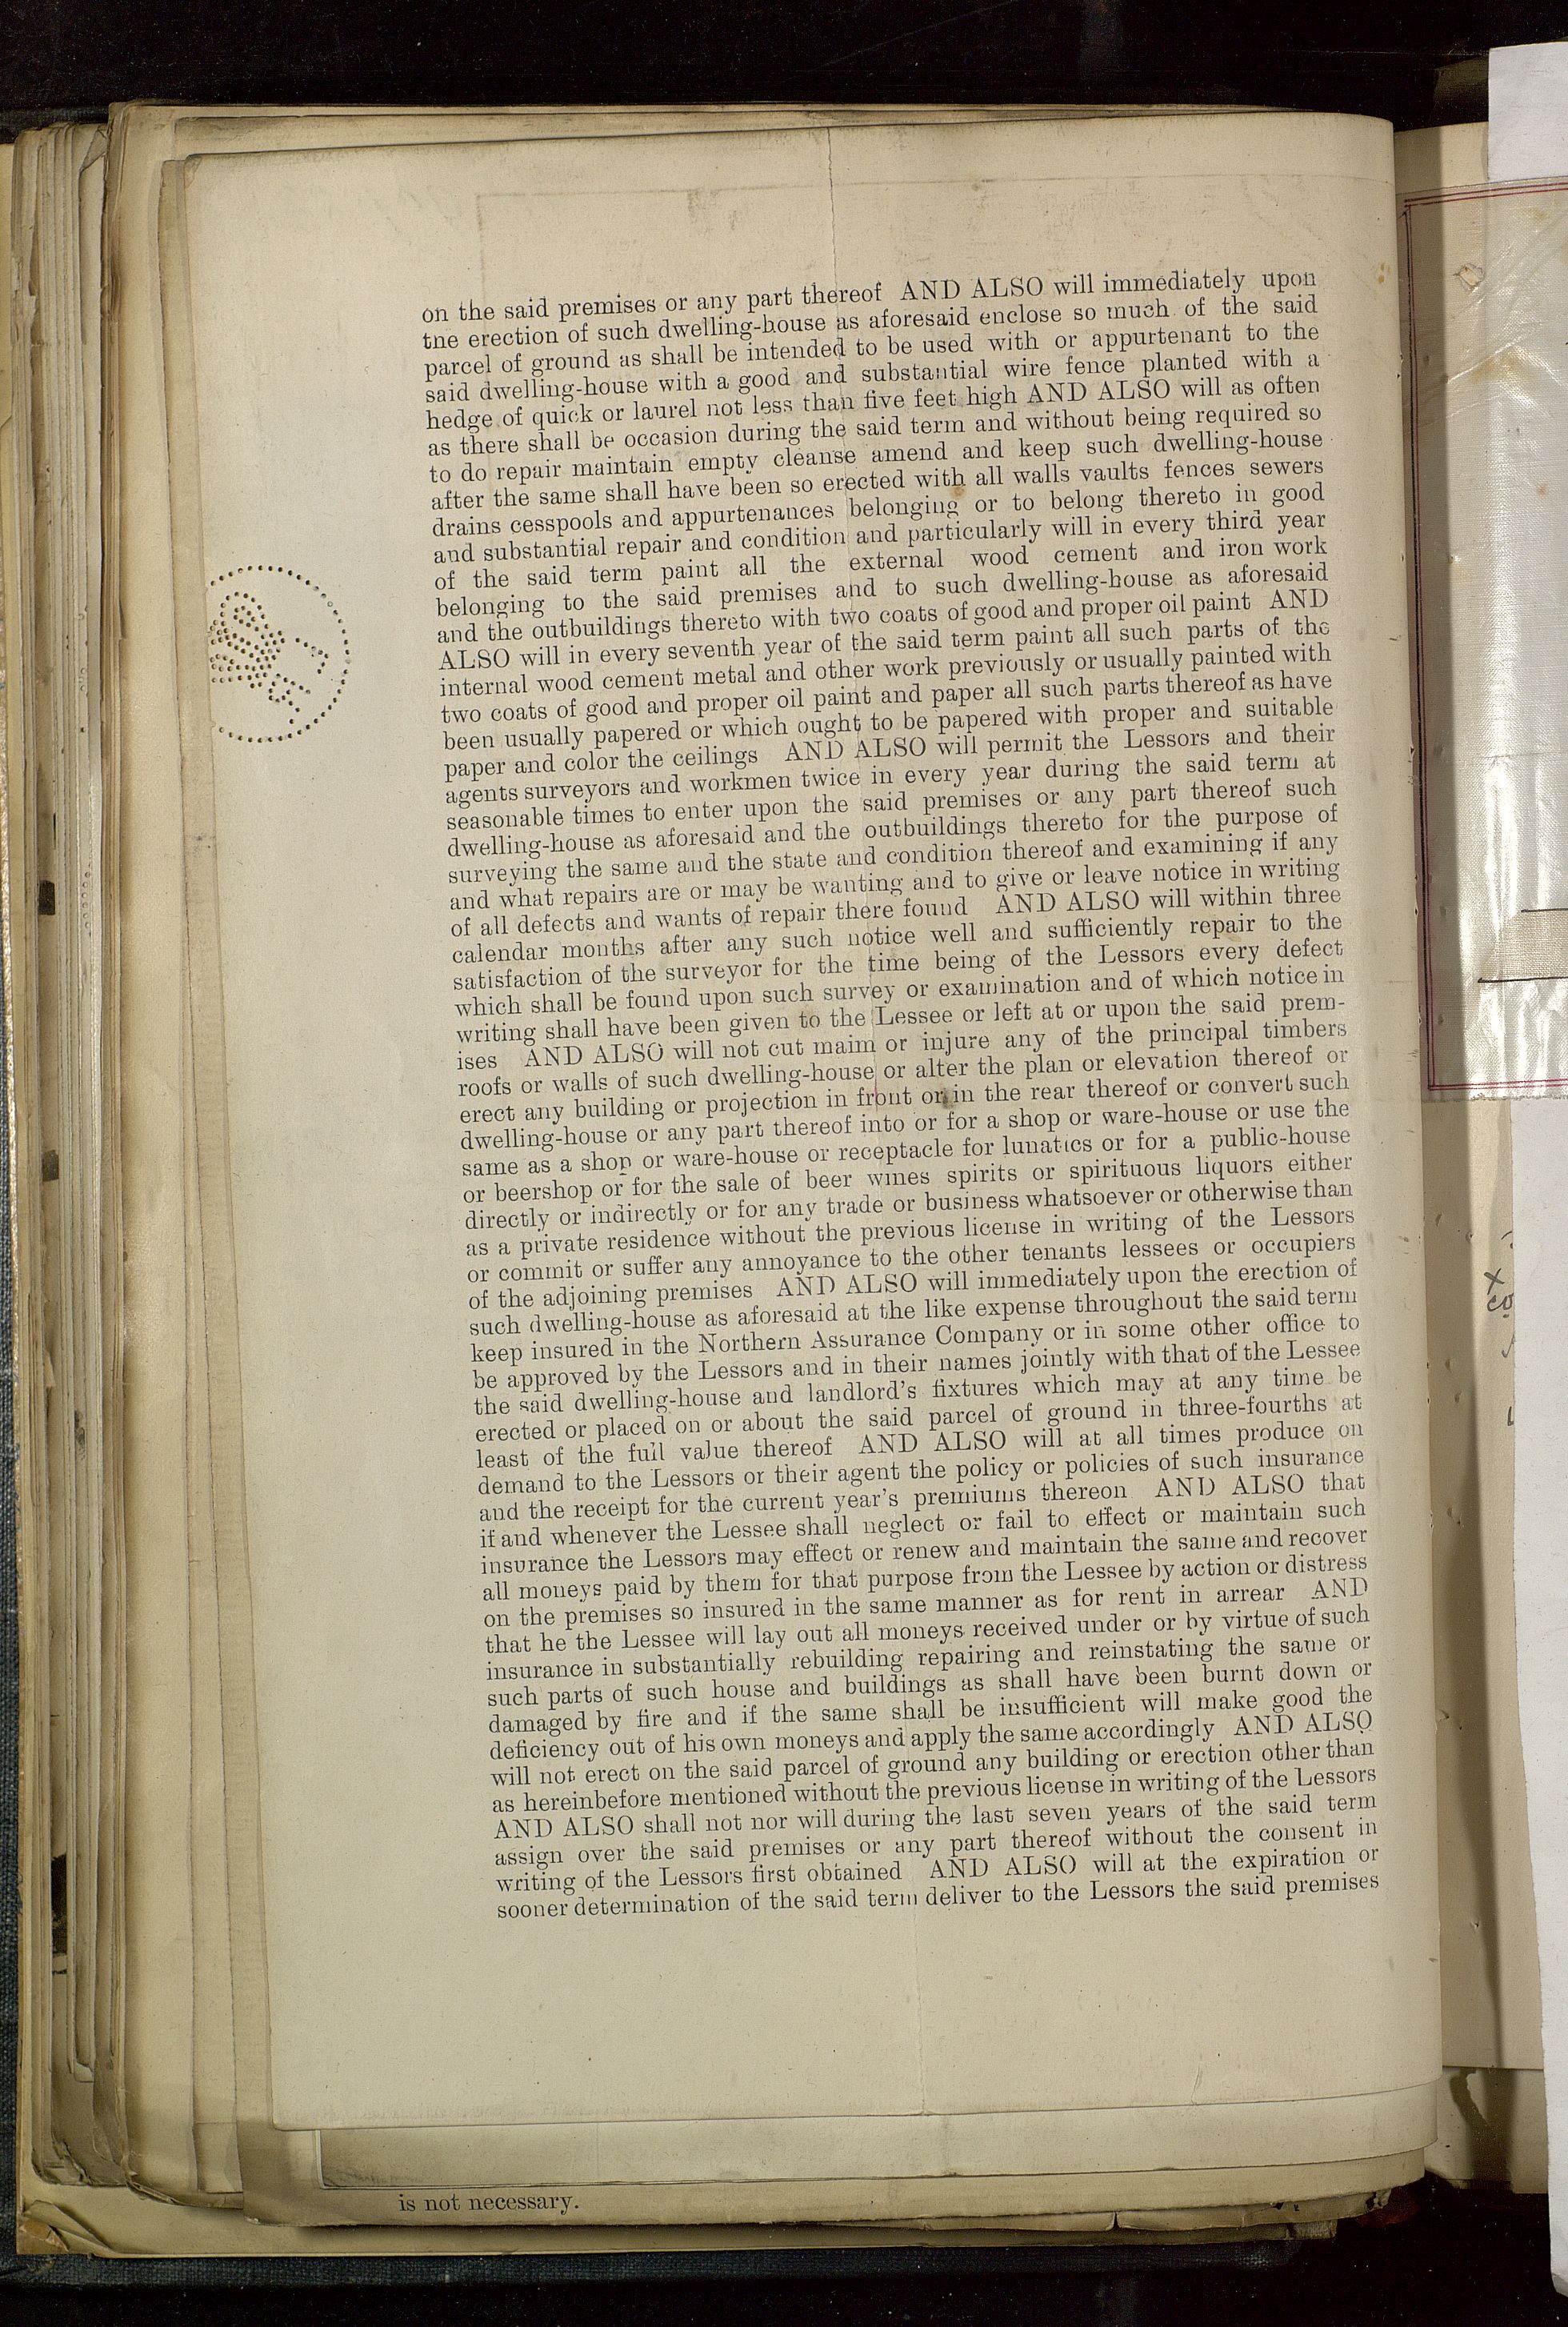 on the said premises or any part thereof AND ALSO will immediately upon
the erection of such dwelling-house as aforesaid enclose so much of the said
parcel of ground as shall be intended to be used with or appurtenant to the
said dwelling-house with a good and substantial wire fence planted with a
hedge of quick or laurel not less than five feet high AND ALSO will as often
as there shall be occasion during the said term and without being required so
to do repair maintain empty cleanse amend and keep such dwelling-house
after the same shall have been so erected with all walls vaults fences sewers
drains cesspools and appurtenances belonging or to belong thereto in good
and substantial repair and condition and particularly will in every third year
of the said term paint all the external wood cement and iron work
belonging to the said premises and to such dwelling-house as aforesaid
and the outbuildings thereto with two coats of good and proper oil paint AND
ALSO will in every seventh year of the said term paint all such parts of the
internal wood cement metal and other work previously or usually painted with
two coats of good and proper oil paint and paper all such parts thereof as have
been usually papered or which ought to be papered with proper and suitable
paper and color the ceilings AND ALSO will permit the Lessors and their
agents surveyors and workmen twice in every year during the said term at
seasonable times to enter upon the said premises or any part thereof such
dwelling-house as aforesaid and the outbuildings thereto for the purpose of
surveying the same and the state and condition thereof and examining if any
and what repairs are or may be wanting and to give or leave notice in writing
of all defects and wants of repair there found AND ALSO will within three
calendar months after any such notice well and sufficiently repair to the
satisfaction of the surveyor for the time being of the Lessors every defect
which shall be found upon such survey or examination and of which notice in
writing shall have been given to the Lessee or left at or upon the said prem-
ises AND ALSO will not cut maim or injure any of the principal timbers
roofs or walls of such dwelling-house or alter the plan or elevation thereof or
erect any building or projection in front or in the rear thereof or convert such
dwelling-house or any part thereof into or for a shop or ware-house or use the
same as a shop or ware-house or receptacle for lunatics or for a public-house
or beershop or for the sale of beer wines spirits or spirituous liquors either
directly or indirectly or for any trade or business whatsoever or otherwise than
as a private residence without the previous license in writing of the Lessors
or commit or suffer any annoyance to the other tenants lessees or occupiers
of the adjoining premises AND ALSO will immediately upon the erection of
such dwelling-house as aforesaid at the like expense throughout the said term
keep insured in the Northern Assurance Company or in some other office to
be approved by the Lessors and in their names jointly with that of the Lessee
the said dwelling-house and landlord's fixtures which may at any time be
erected or placed on or about the said parcel of ground in three-fourths at
least of the full value thereof AND ALSO will at all times produce on
demand to the Lessors or their agent the policy or policies of such insurance
and the receipt for the current year's premiums thereon AND ALSO that
if and whenever the Lessee shall neglect or fail to effect or maintain such
insurance the Lessors may effect or renew and maintain the same and recover
all moneys paid by them for that purpose from the Lessee by action or distress
on the premises so insured in the same manner as for rent in arrear AND
that he the Lessee will lay out all moneys received under or by virtue of such
insurance in substantially rebuilding repairing and reinstating the same or
such parts of such house and buildings as shall have been burnt down or
damaged by fire and if the same shall be insufficient will make good the
deficiency out of his own moneys and apply the same accordingly AND ALSO
will not erect on the said parcel of ground any building or erection other than
as hereinbefore mentioned without the previous license in writing of the Lessors
AND ALSO shall not nor will during the last seven years of the said term
assign over the said premises or any part thereof without the consent in
writing of the Lessors first obtained AND ALSO will at the expiration or
sooner determination of the said term deliver to the Lessors the said premises
is not necessary.